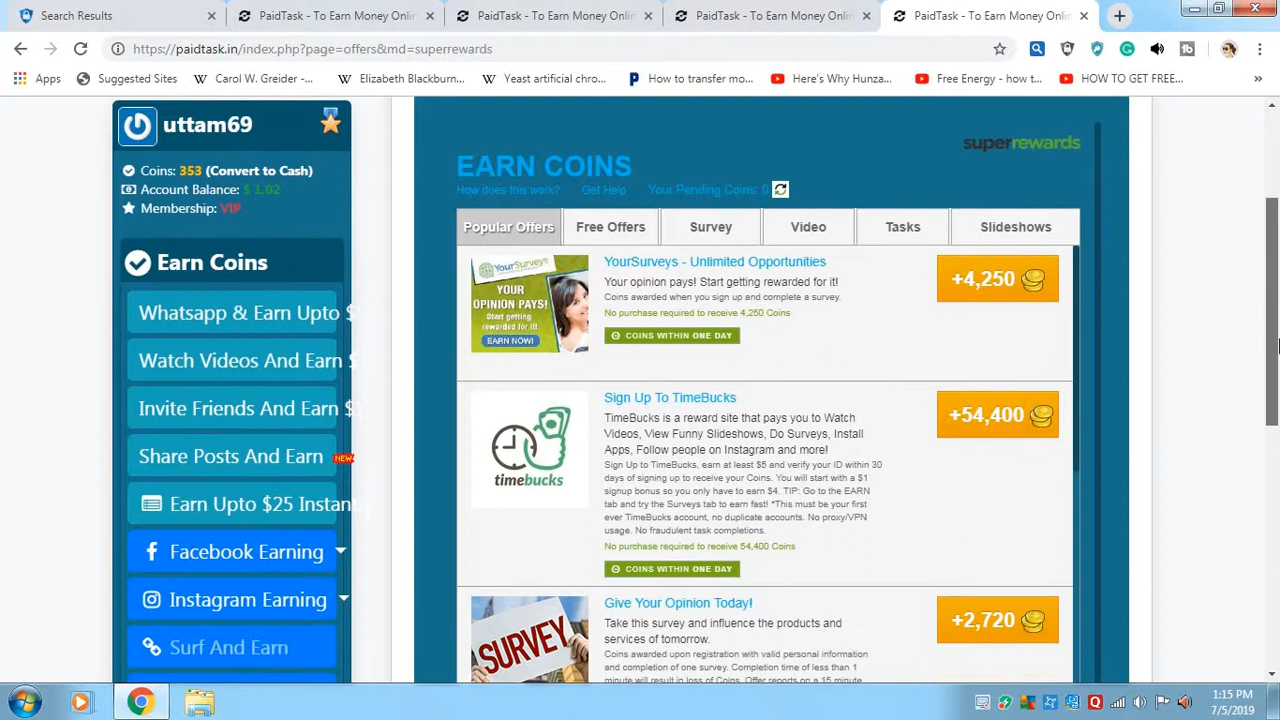 Search Results
PaidTask - To Earn Money Onlin
PaidTask - To Earn Money Onlin
PaidTask - To Earn Money Onlin
PaidTask - To Earn Money Onlin
https://paidtask.in/index.php?page=offers&mno=superrewards
Apps
Suggested Sites
Carol W. Greider -...
Elizabeth Blackburn...
Yeast artificial chro...
How to transfer mo...
Here's Why Hunza...
Free Energy - how t...
HOW TO GET FREE...
uttam69
Coins: 353 (Convert to Cash)
Account Balance: $ 1.02
Membership: VIP
Earn Coins
Whatsapp & Earn Upto $
Watch Videos And Earn $
Invite Friends And Earn $
Share Posts And Earn NEW
Earn Upto $25 Instan
Facebook Earning
Instagram Earning
Surf And Earn
superrewards
EARN COINS
How does this work? Get Help Your Pending Coins: 0
Popular Offers Free Offers Survey Video Tasks Slideshows
YourSurveys
YOUR
OPINION PAYS!
Start getting
rewarded for it!
EARN NOW!
YourSurveys - Unlimited Opportunities
Your opinion pays! Start getting rewarded for it!
Coins awarded when you sign up and complete a survey.
No purchase required to receive 4,250 Coins
COINS WITHIN ONE DAY
+4,250
timebucks
Sign Up To TimeBucks
TimeBucks is a reward site that pays you to Watch
Videos, View Funny Slideshows, Do Surveys, Install
Apps, Follow people on Instagram and more!
Sign Up to TimeBucks, earn at least $5 and verify your ID within 30
days of signing up to receive your Coins. You will start with a $1
signup bonus so you only have to earn $4. TIP: Go to the EARN
tab and try the Surveys tab to earn fast! *This must be your first
ever TimeBucks account, no duplicate accounts. No proxy/VPN
usage. No fraudulent task completions.
No purchase required to receive 54,400 Coins
COINS WITHIN ONE DAY
+54,400
SURVEY
Give Your Opinion Today!
Take this survey and influence the products and
services of tomorrow.
Coins awarded upon registration with valid personal information
and completion of one survey. Completion time of less than 1
minute will result in loss of Coins. Offer reports on a 15 minute
+2,720
1:15 PM
7/5/2019